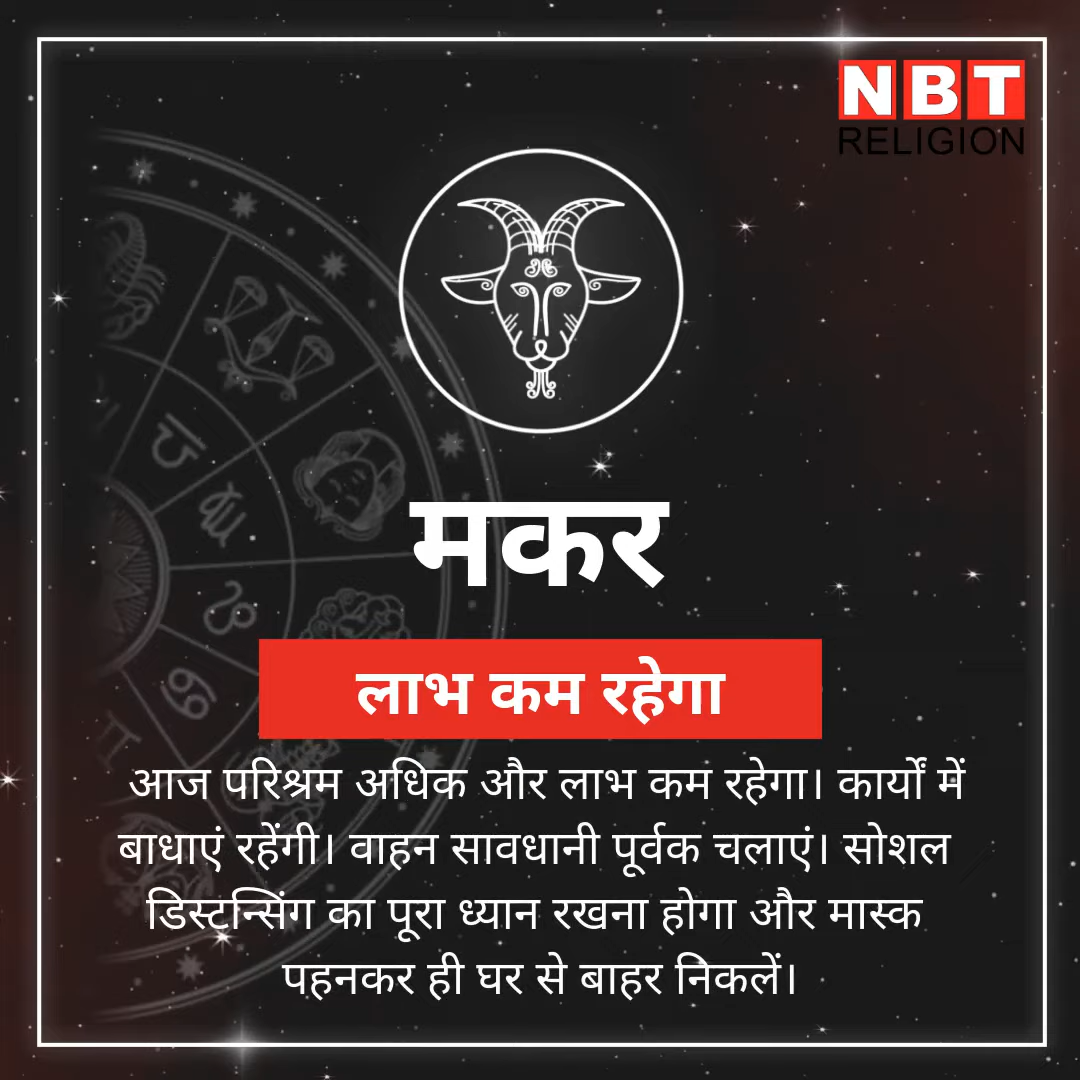 NBT
RELIGION
मकर
लाभ कम रहेगा
आज परिश्रम अधिक और लाभ कम रहेगा। कार्यों में
बाधाएं रहेंगी। वाहन सावधानी पूर्वक चलाएं। सोशल
डिस्टन्सिंग का पूरा ध्यान रखना होगा और मास्क
पहनकर ही घर से बाहर निकलें।